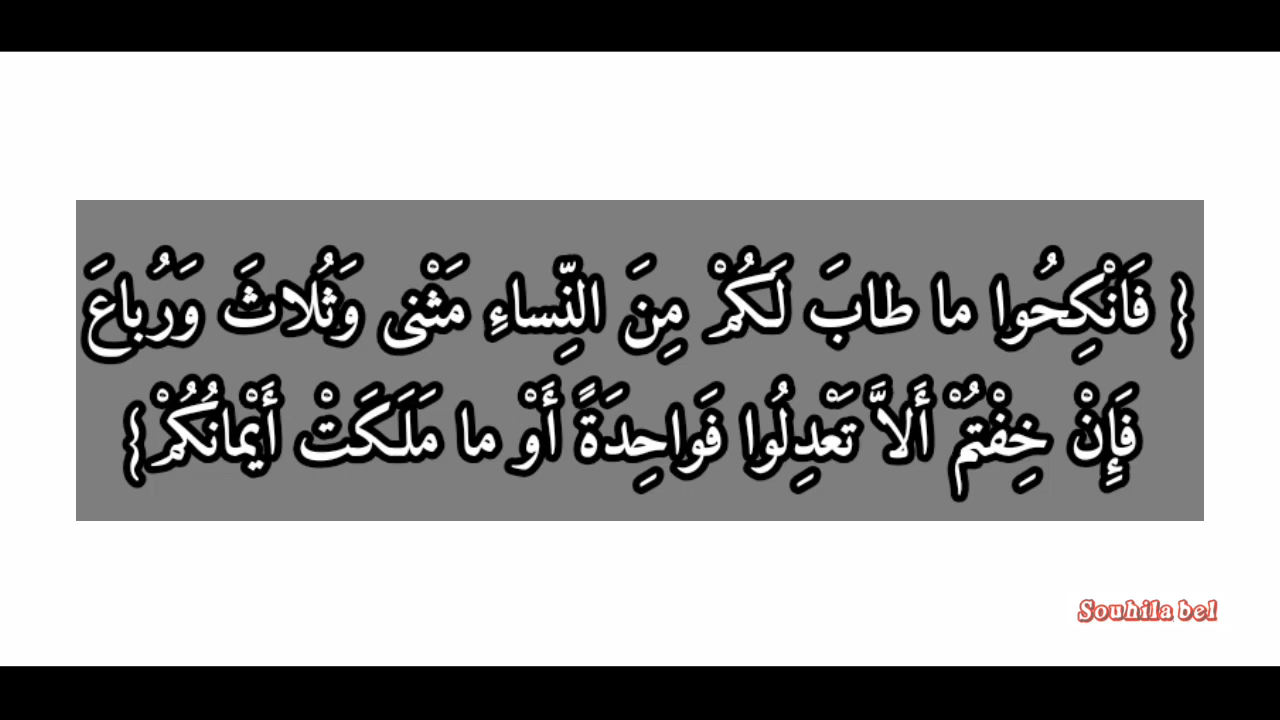 { فَانْكِحُوا ما طابَ لَكُمْ مِنَ النِّساءِ مَثْنى وَثُلاثَ وَرُباعَ
فَإِنْ خِفْتُمْ أَلاَّ تَعْدِلُوا فَواحِدَةً أَوْ ما مَلَكَتْ أَيْمانُكُمْ}
Souhila bel